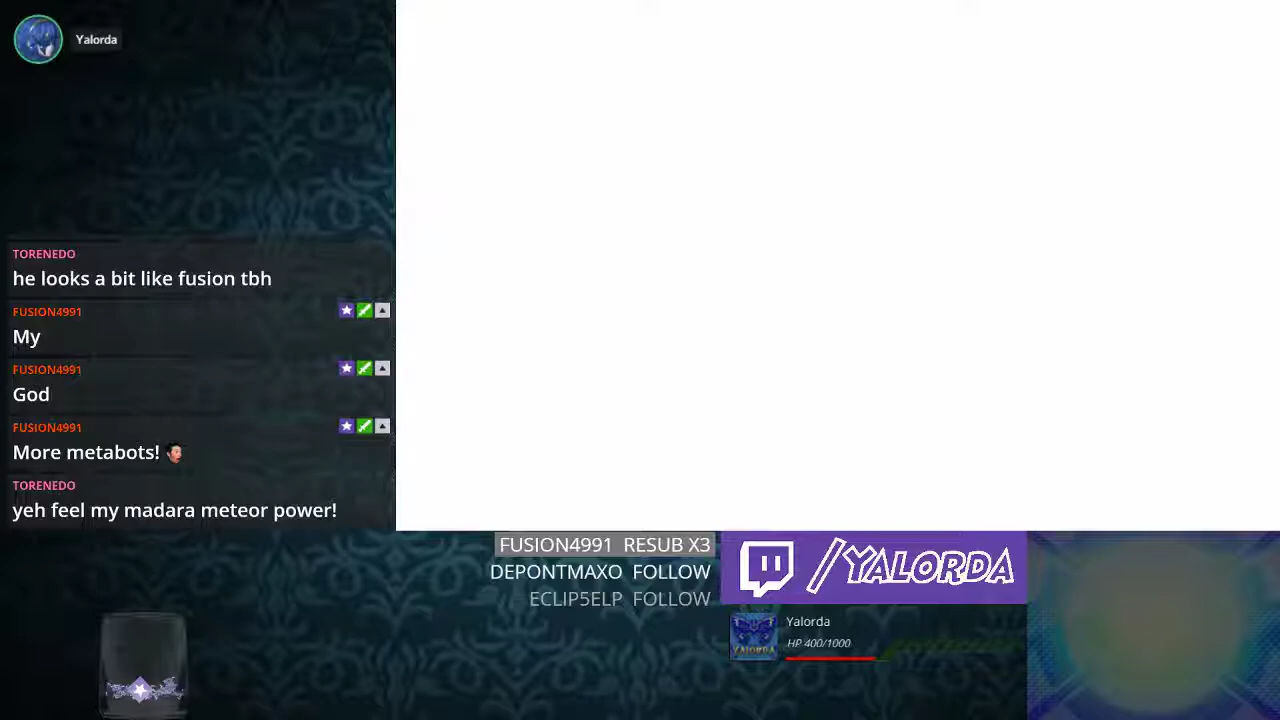 Yalorda
TORENEDO
he looks a bit like fusion tbh
FUSION4991
My
FUSION4991
God
FUSION4991
More metabots!
TORENEDO
yeh feel my madara meteor power!
FUSION4991 RESUB X3
DEPONTMAXO FOLLOW
ECLIP5ELP FOLLOW
/YALORDA
Yalorda
HP 400/1000
YALORDA